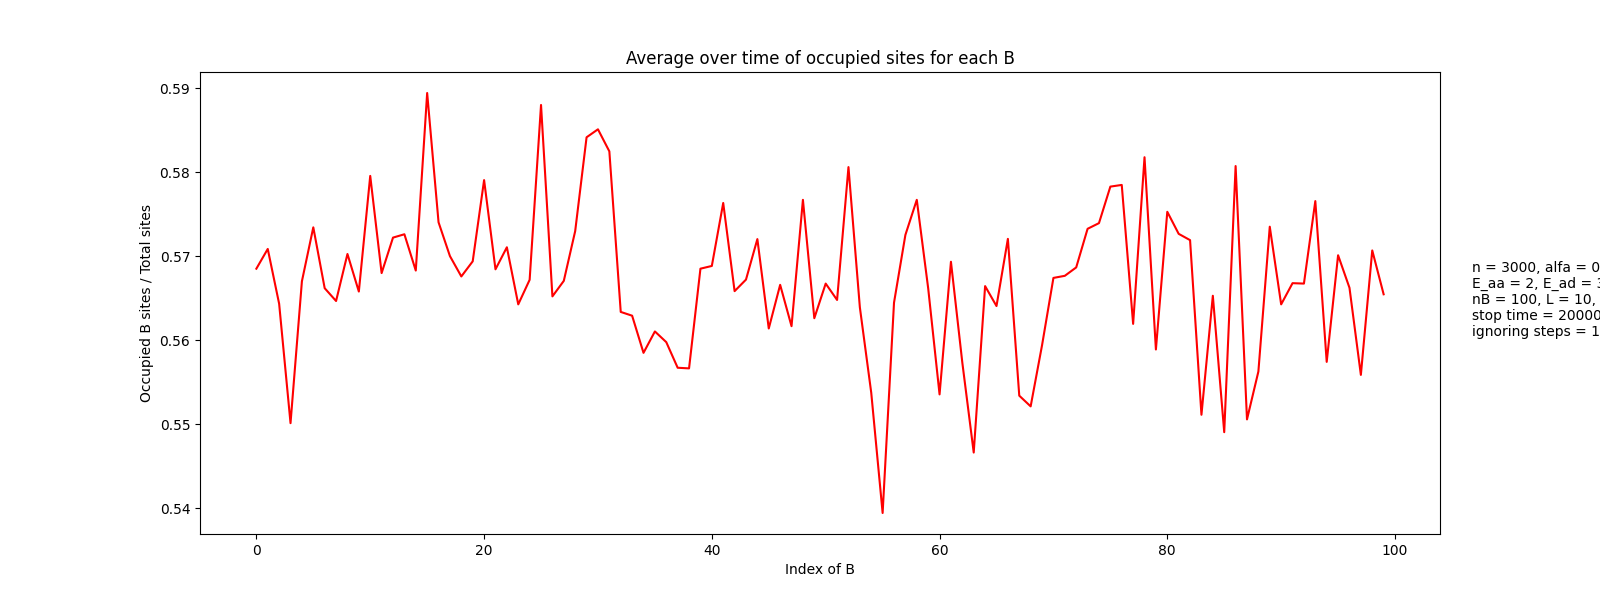 Average over time of occupied sites for each B
0.59
0.58
0.57
0.56
0.55
0.54
Occupied B sites / Total sites
0 20 40 60 80 100
Index of B
n = 3000, alfa = 0
E_aa = 2, E_ad =
nB = 100, L = 10,
stop time = 20000
ignoring steps = 1